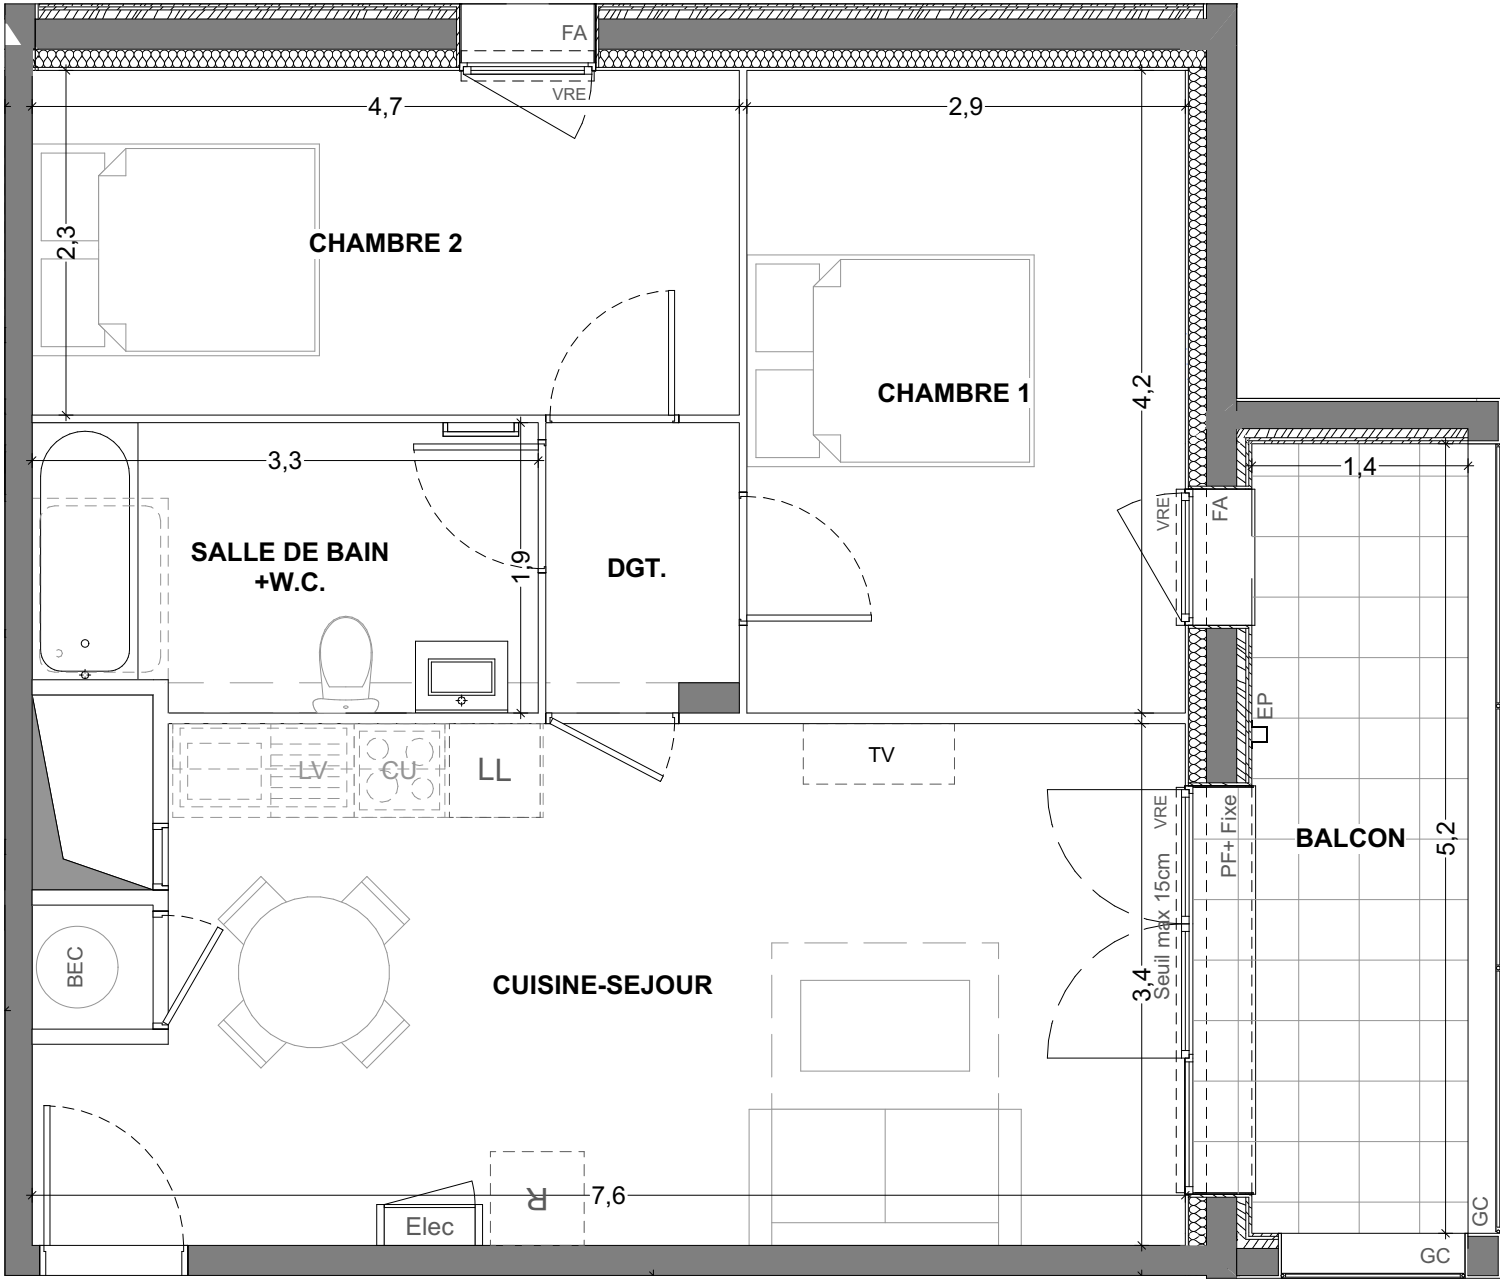 FA
VRE
4,7
2,9
2,3
CHAMBRE 2
CHAMBRE 1
4,2
3,3
1,4
VRE
FA
SALLE DE BAIN
+W.C.
1,9
DGT.
EP
LV
CU
LL
TV
VRE
PF+ Fixe
Seuil max 15cm
BALCON
5,2
BEC
CUISINE-SEJOUR
3,4
R
7,6
Elec
GC
GC